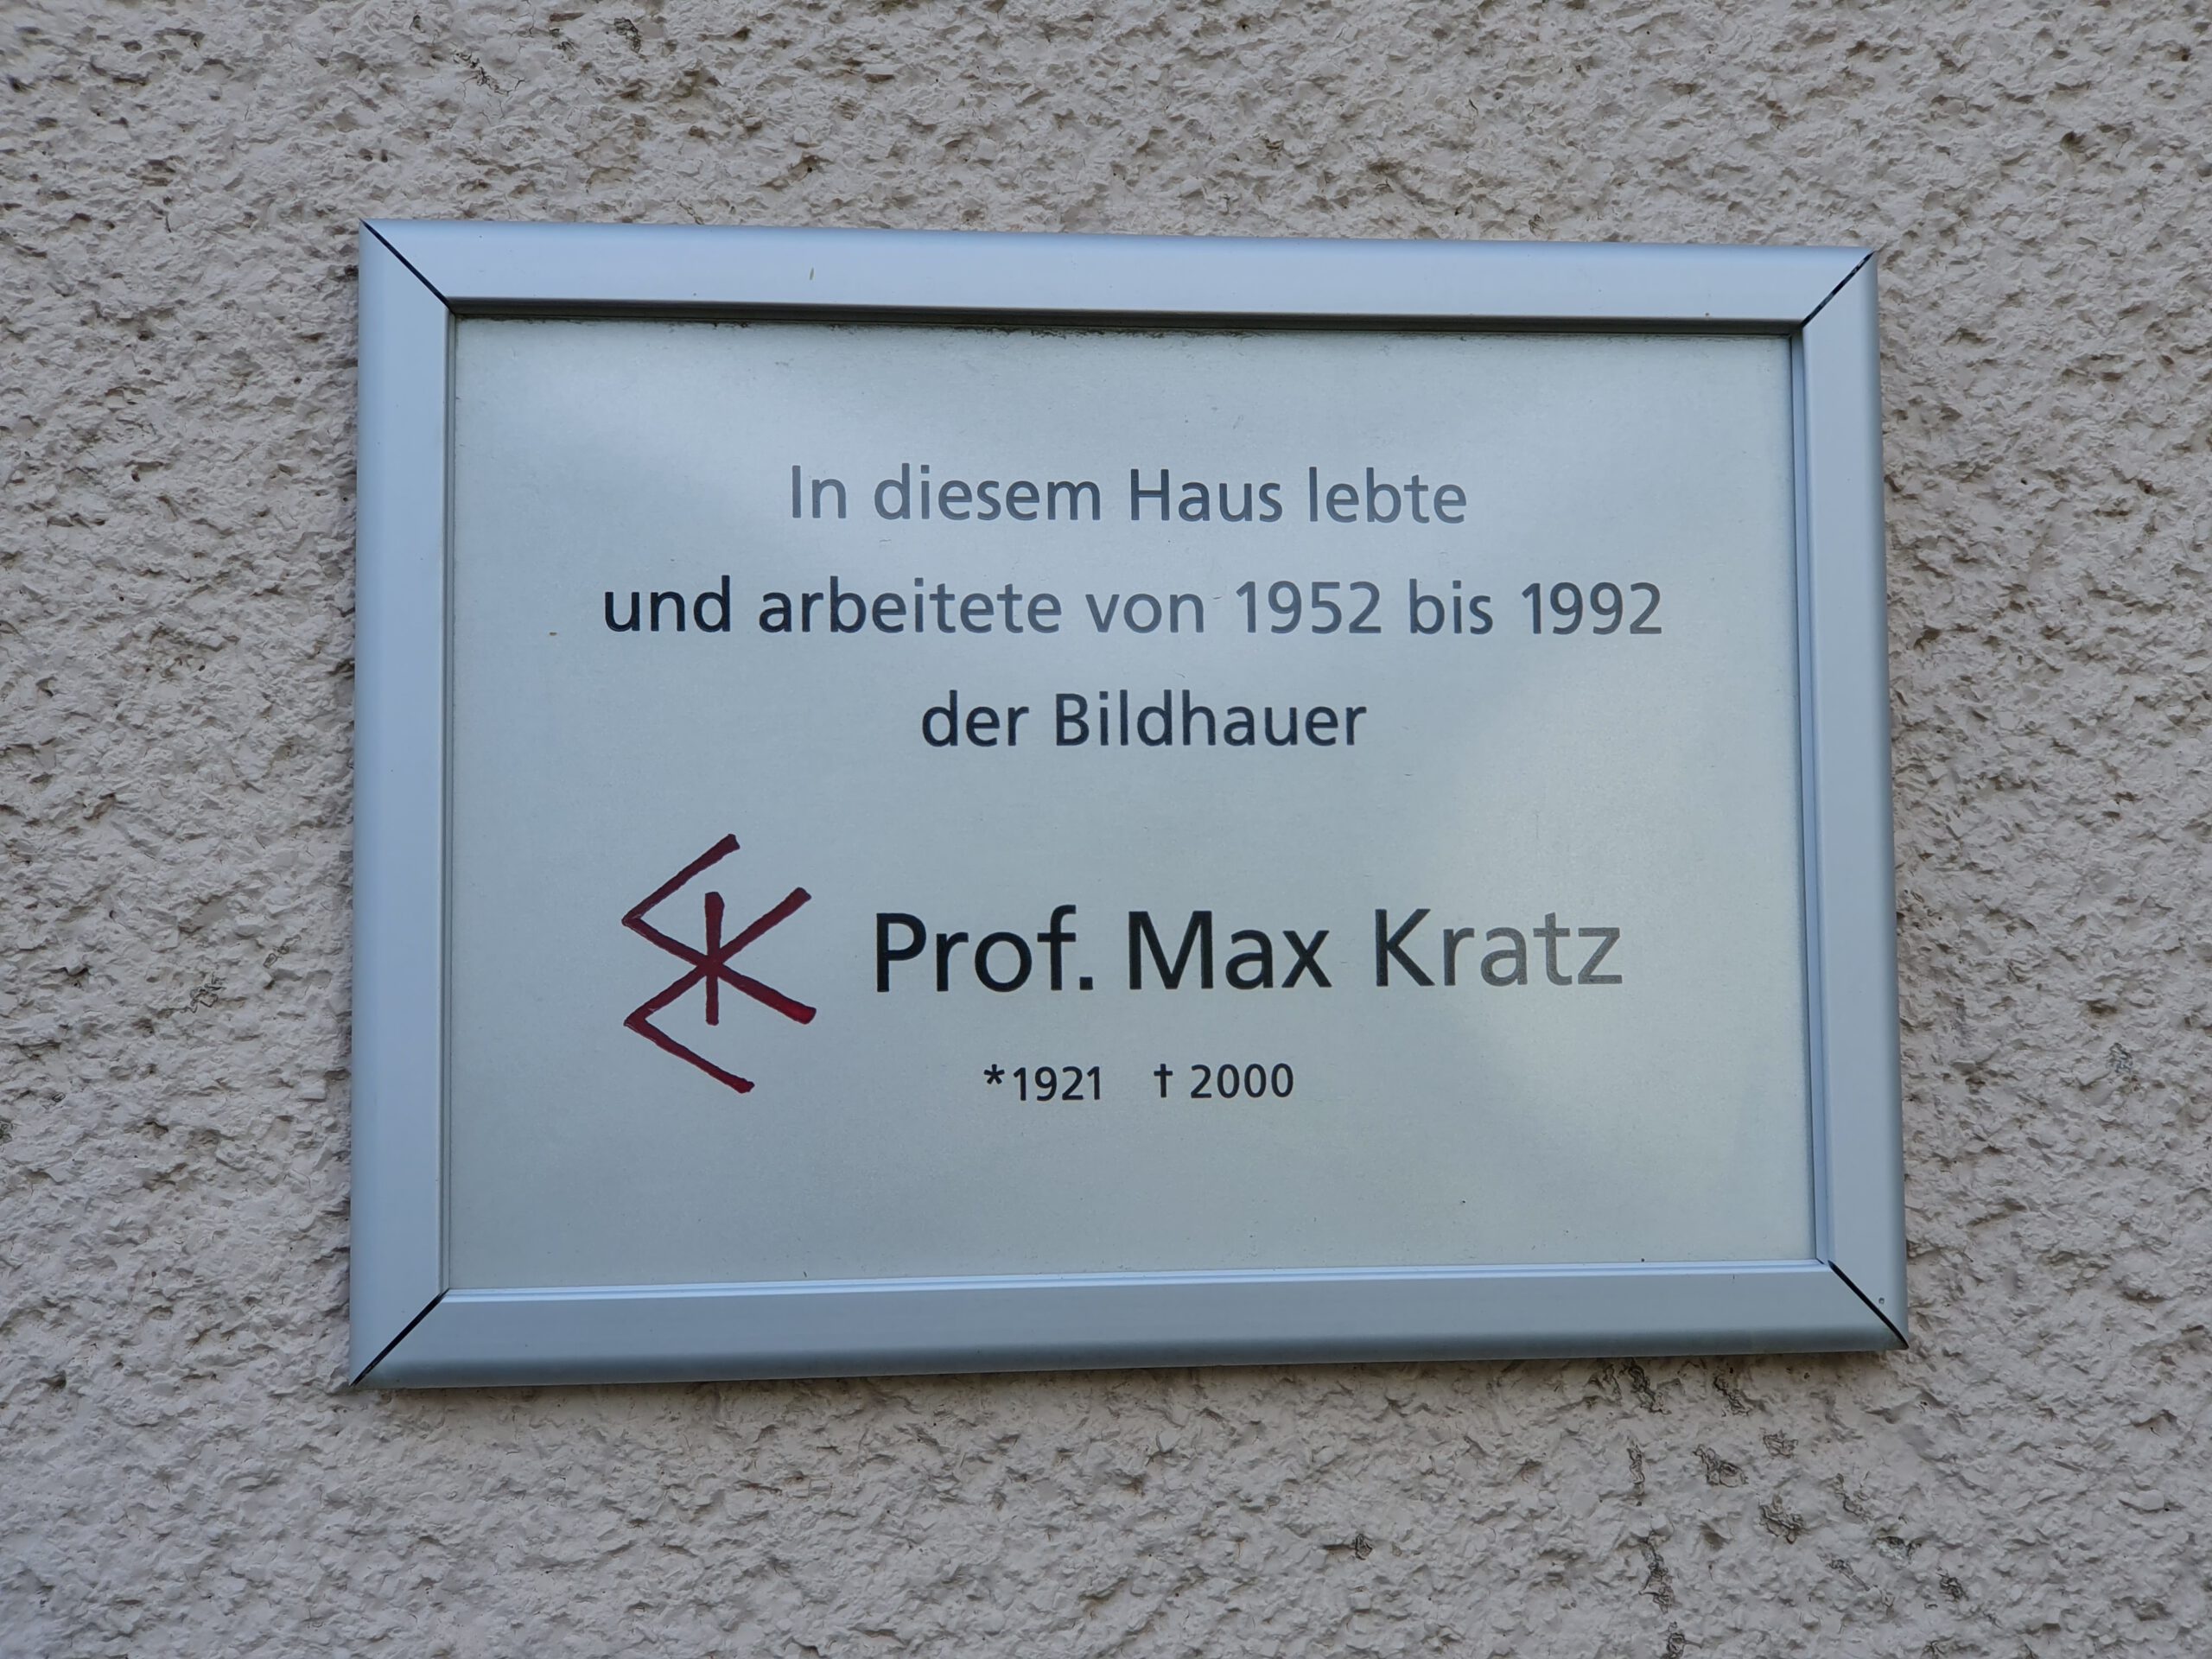 In diesem Haus lebte
und arbeitete von 1952 bis 1992
der Bildhauer
Prof. Max Kratz
*1921 † 2000